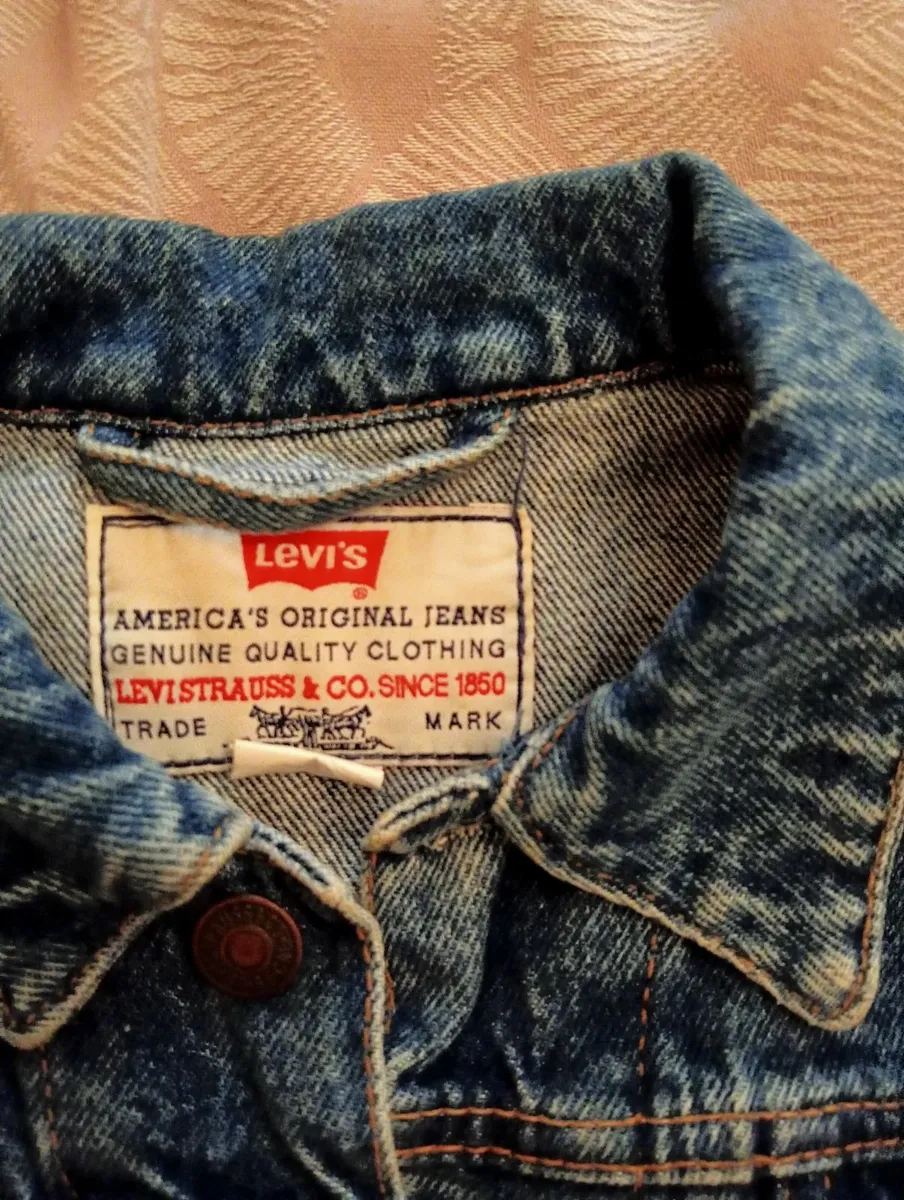 LEVI'S
®
AMERICA'S ORIGINAL JEANS
GENUINE QUALITY CLOTHING
LEVI STRAUSS & CO. SINCE 1850
TRADE MARK